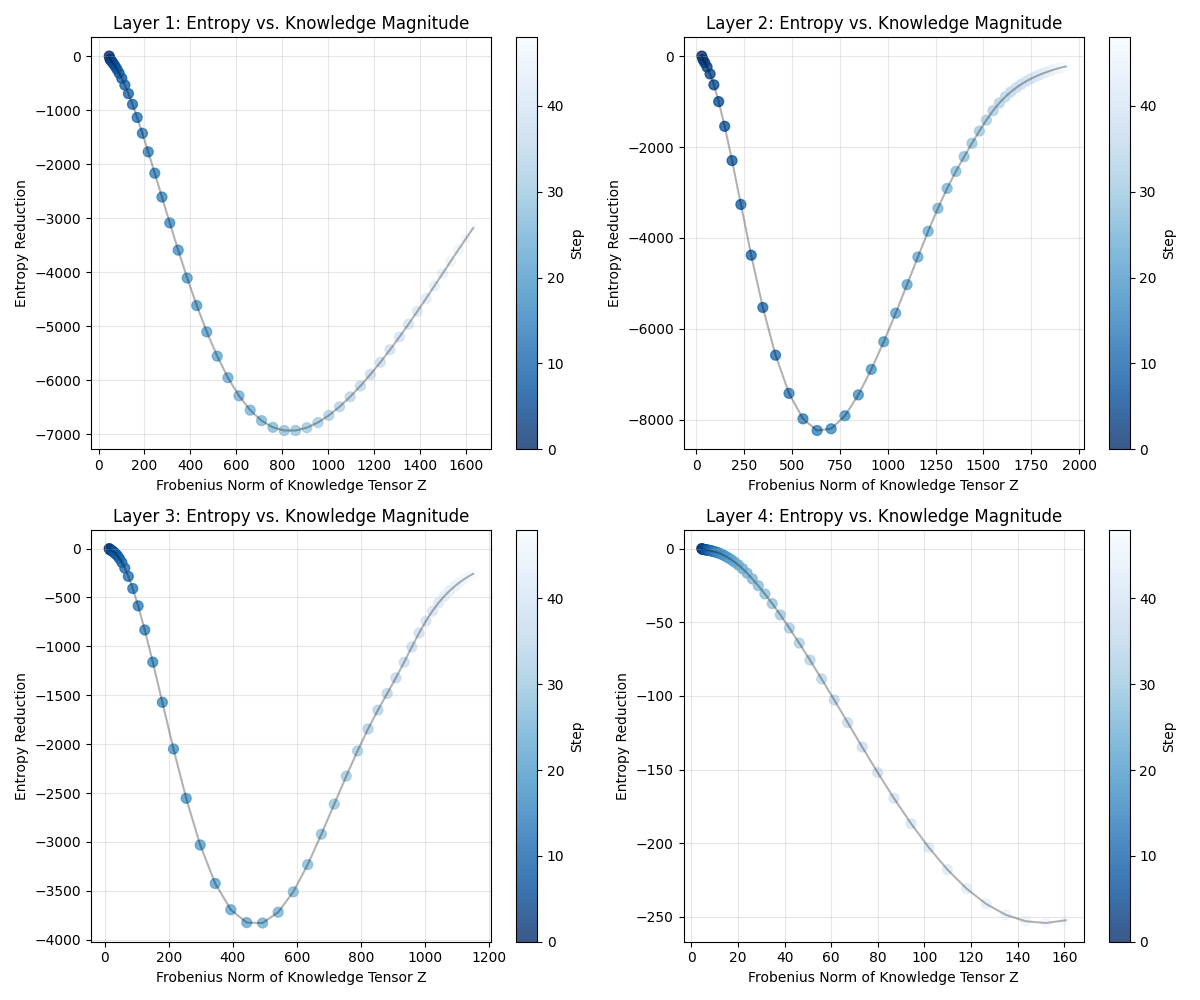 Layer 1: Entropy vs. Knowledge Magnitude
0
−1000
−2000
−3000
−4000
−5000
−6000
−7000
Entropy Reduction
0 200 400 600 800 1000 1200 1400 1600
Frobenius Norm of Knowledge Tensor Z
40
30
20
10
0
Step
Layer 2: Entropy vs. Knowledge Magnitude
0
−2000
−4000
−6000
−8000
Entropy Reduction
0 250 500 750 1000 1250 1500 1750 2000
Frobenius Norm of Knowledge Tensor Z
40
30
20
10
0
Step
Layer 3: Entropy vs. Knowledge Magnitude
0
−500
−1000
−1500
−2000
−2500
−3000
−3500
−4000
Entropy Reduction
0 200 400 600 800 1000 1200
Frobenius Norm of Knowledge Tensor Z
40
30
20
10
0
Step
Layer 4: Entropy vs. Knowledge Magnitude
0
−50
−100
−150
−200
−250
Entropy Reduction
0 20 40 60 80 100 120 140 160
Frobenius Norm of Knowledge Tensor Z
40
30
20
10
0
Step